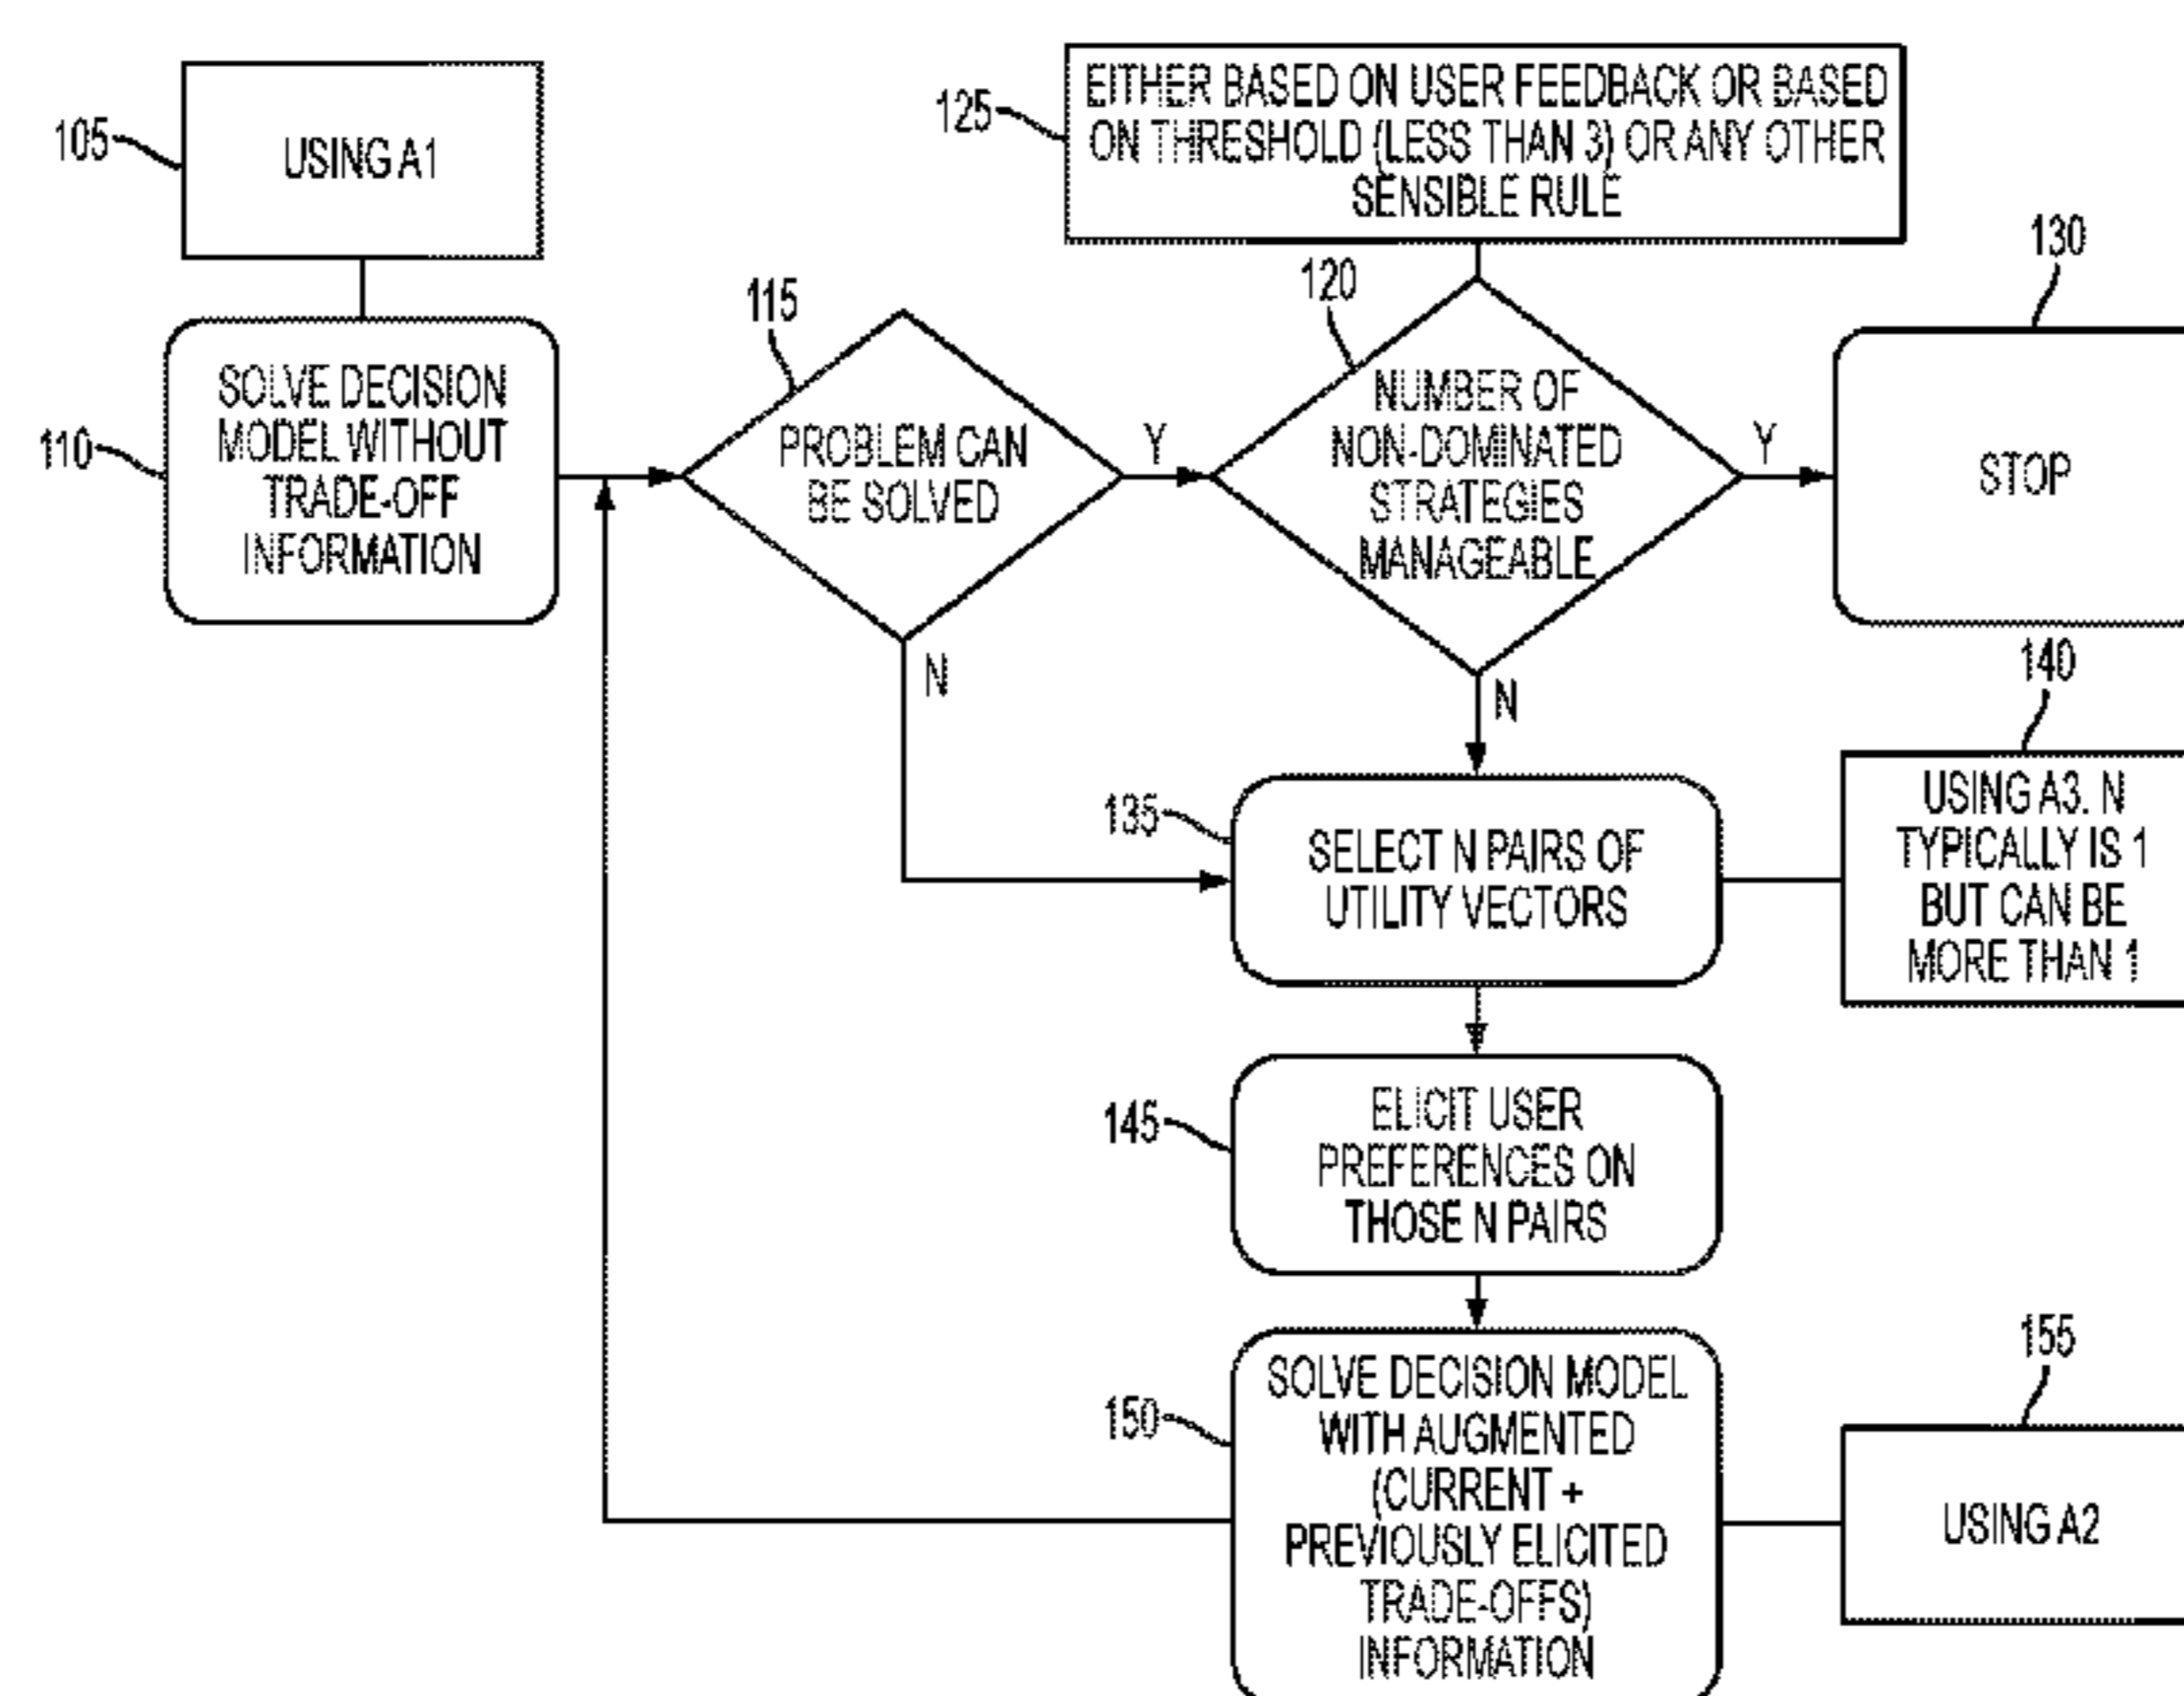 105
USING A1
125
EITHER BASED ON USER FEEDBACK OR BASED
ON THRESHOLD (LESS THAN 3) OR ANY OTHER
SENSIBLE RULE
110
SOLVE DECISION
MODEL WITHOUT
TRADE-OFF
INFORMATION
115
PROBLEM CAN
BE SOLVED
Y
N
120
NUMBER OF
NON-DOMINATED
STRATEGIES
MANAGEABLE
Y
N
130
STOP
135
SELECT N PAIRS OF
UTILITY VECTORS
140
USING A3. N
TYPICALLY IS 1
BUT CAN BE
MORE THAN 1
145
ELICIT USER
PREFERENCES ON
THOSE N PAIRS
150
SOLVE DECISION MODEL
WITH AUGMENTED
(CURRENT +
PREVIOUSLY ELICITED
TRADE-OFFS)
INFORMATION
155
USING A2